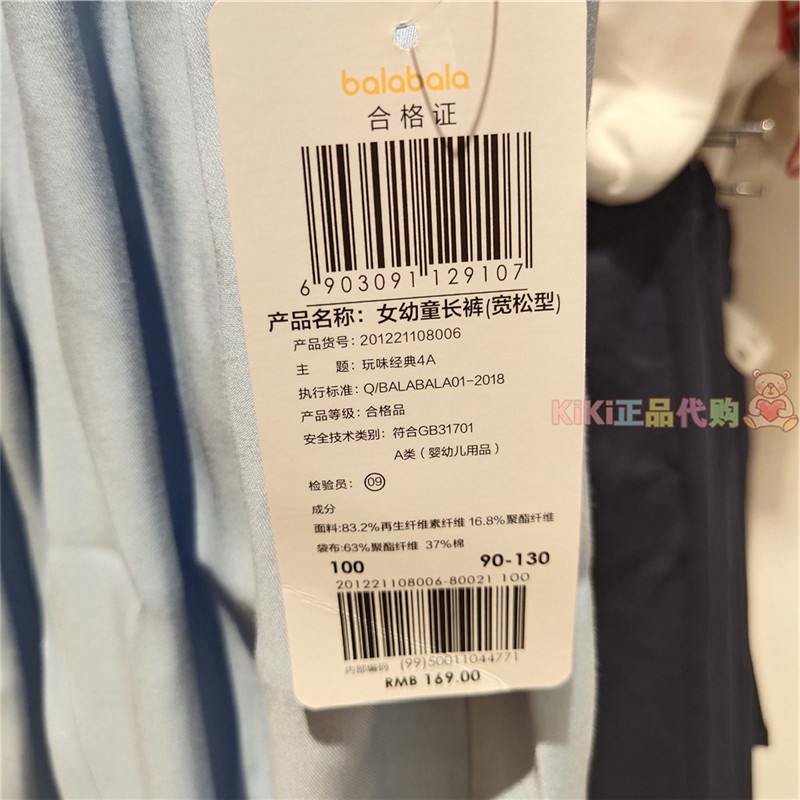 balabala
合格证
6 903091 129107
产品名称：女幼童长裤(宽松型)
产品货号：201221108006
主 题：玩味经典4A
执行标准：Q/BALABALA01-2018
产品等级：合格品
安全技术类别：符合GB31701
A类（婴幼儿用品）
检验员：09
成分
面料:83.2%再生纤维素纤维 16.8%聚酯纤维
袋布:63%聚酯纤维 37%棉
100 90-130
201221108006-80021 100
内部编码 (99)50011044771
RMB 169.00
KiKi正品代购